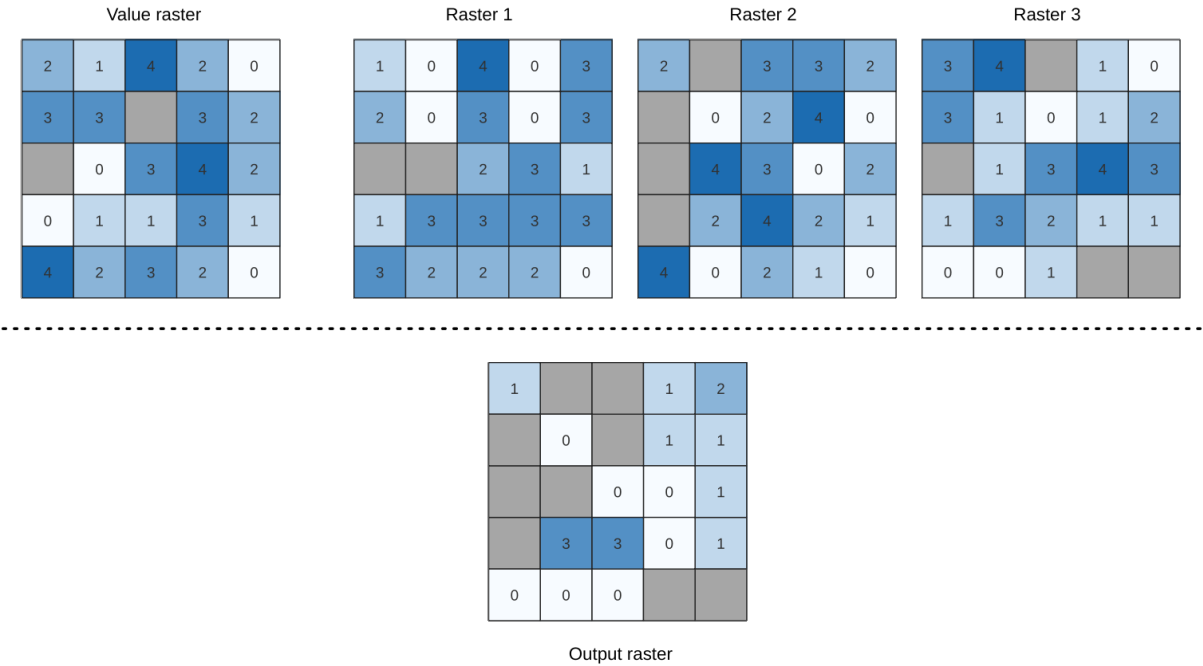 Value raster Raster 1 Raster 2 Raster 3
2 1 4 2 0 1 0 4 0 3 2 3 3 2 3 4 1 0
3 3 3 2 2 0 3 0 3 0 2 4 0 3 1 0 1 2
0 3 4 2 2 3 1 4 3 0 2 1 3 4 3
0 1 1 3 1 1 3 3 3 3 2 4 2 1 1 3 2 1 1
4 2 3 2 0 3 2 2 2 0 4 0 2 1 0 0 0 1
1 1 2
0 1 1
0 0 1
3 3 0 1
0 0 0
Output raster